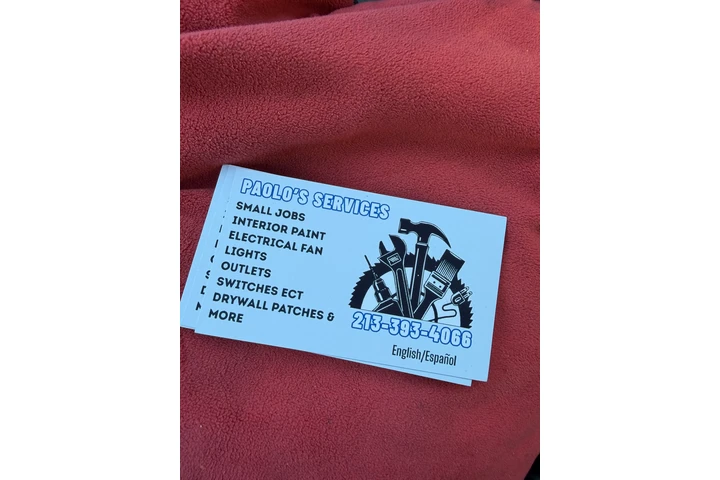 PAOLO'S SERVICES
SMALL JOBS
INTERIOR PAINT
ELECTRICAL FAN
LIGHTS
OUTLETS
SWITCHES ECT
DRYWALL PATCHES &
MORE
213-393-4066
English/Español